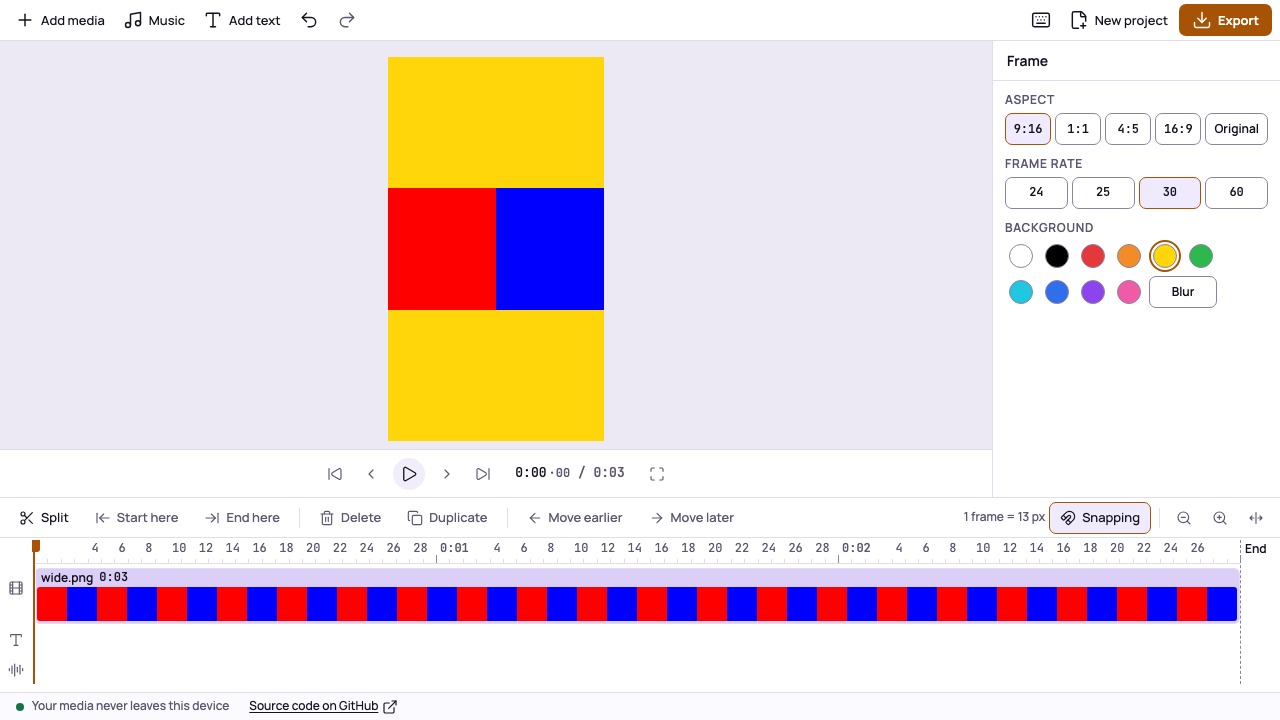 Add media Music Add text New project Export
Frame
ASPECT
9:16 1:1 4:5 16:9 Original
FRAME RATE
24 25 30 60
BACKGROUND
Blur
0:00·00 / 0:03
Split Start here End here Delete Duplicate Move earlier Move later 1 frame = 13 px Snapping
4 6 8 10 12 14 16 18 20 22 24 26 28 0:01 4 6 8 10 12 14 16 18 20 22 24 26 28 0:02 4 6 8 10 12 14 16 18 20 22 24 26 End
wide.png 0:03
Your media never leaves this device Source code on GitHub